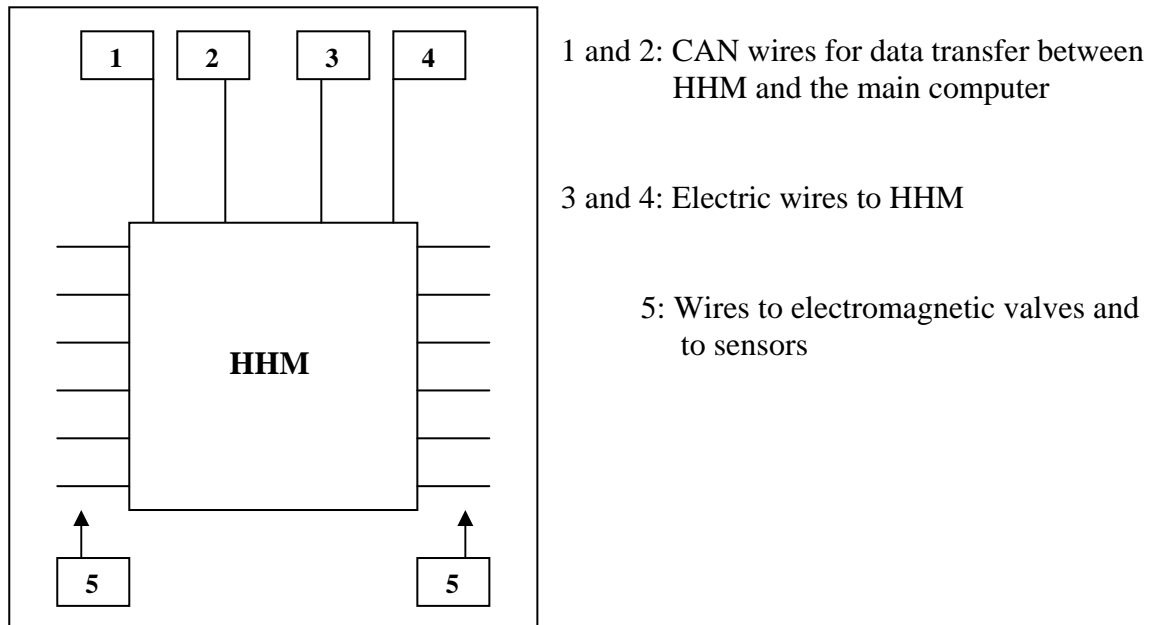 1
2
3
4
1 and 2: CAN wires for data transfer between
HHM and the main computer
3 and 4: Electric wires to HHM
5: Wires to electromagnetic valves and
to sensors
HHM
5
5